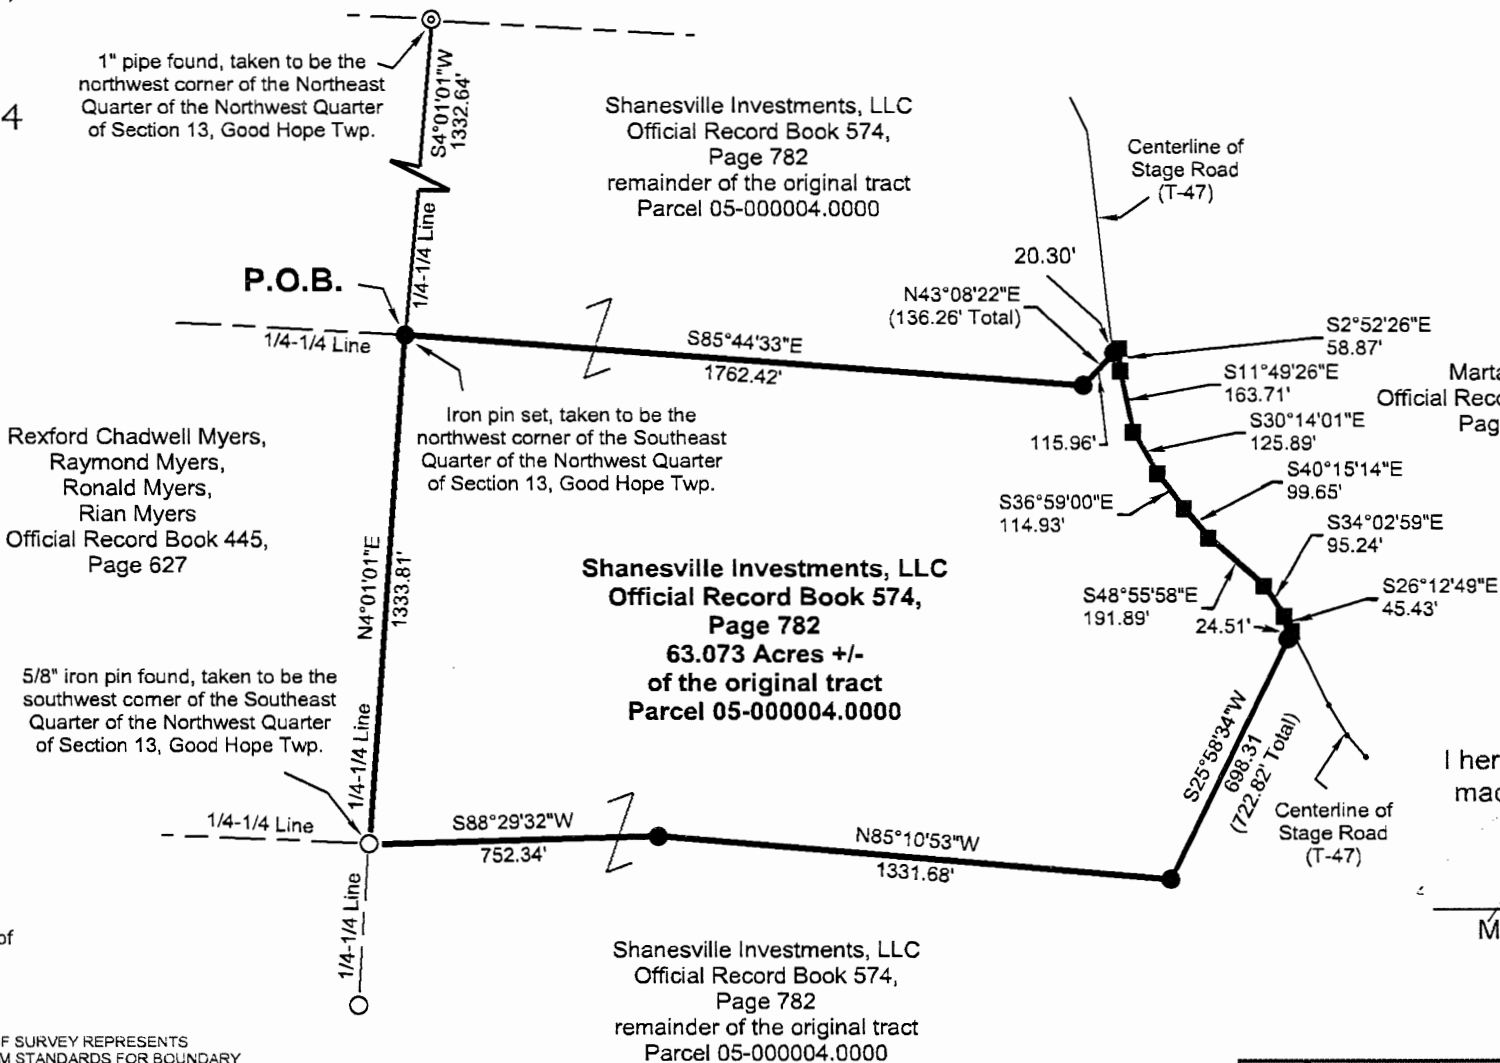 1" pipe found, taken to be the
northwest corner of the Northeast
Quarter of the Northwest Quarter
of Section 13, Good Hope Twp.
4
S4°01'01"W
1332.64'
Shanesville Investments, LLC
Official Record Book 574,
Page 782
remainder of the original tract
Parcel 05-000004.0000
Centerline of
Stage Road
(T-47)
1/4-1/4 Line
P.O.B.
1/4-1/4 Line
20.30'
N43°08'22"E
(136.26' Total)
S85°44'33"E
1762.42'
S2°52'26"E
58.87'
S11°49'26"E
163.71'
Marta
Official Reco
Pag
S30°14'01"E
125.89'
115.96'
Iron pin set, taken to be the
northwest corner of the Southeast
Quarter of the Northwest Quarter
of Section 13, Good Hope Twp.
Rexford Chadwell Myers,
Raymond Myers,
Ronald Myers,
Rian Myers
Official Record Book 445,
Page 627
S40°15'14"E
99.65'
S36°59'00"E
114.93'
S34°02'59"E
95.24'
N4°01'01"E
1333.81'
Shanesville Investments, LLC
Official Record Book 574,
Page 782
63.073 Acres +/-
of the original tract
Parcel 05-000004.0000
S48°55'58"E
191.89'
S26°12'49"E
45.43'
24.51'
5/8" iron pin found, taken to be the
southwest corner of the Southeast
Quarter of the Northwest Quarter
of Section 13, Good Hope Twp.
1/4-1/4 Line
S25°58'34"W
698.31
(722.82' Total)
I her
mad
Centerline of
Stage Road
(T-47)
1/4-1/4 Line
S88°29'32"W
752.34'
N85°10'53"W
1331.68'
1/4-1/4 Line
of
M
Shanesville Investments, LLC
Official Record Book 574,
Page 782
remainder of the original tract
Parcel 05-000004.0000
F SURVEY REPRESENTS
M STANDARDS FOR BOUNDARY